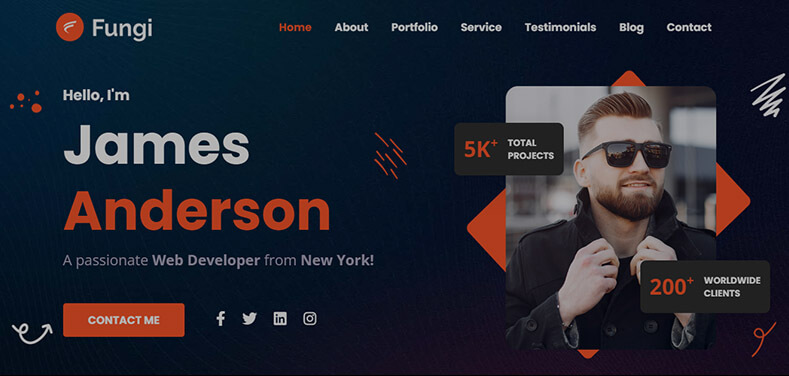 Fungi
Home About Portfolio Service Testimonials Blog Contact
Hello, I'm
James
Anderson
A passionate Web Developer from New York!
CONTACT ME
5K+ TOTAL
PROJECTS
200+ WORLDWIDE
CLIENTS